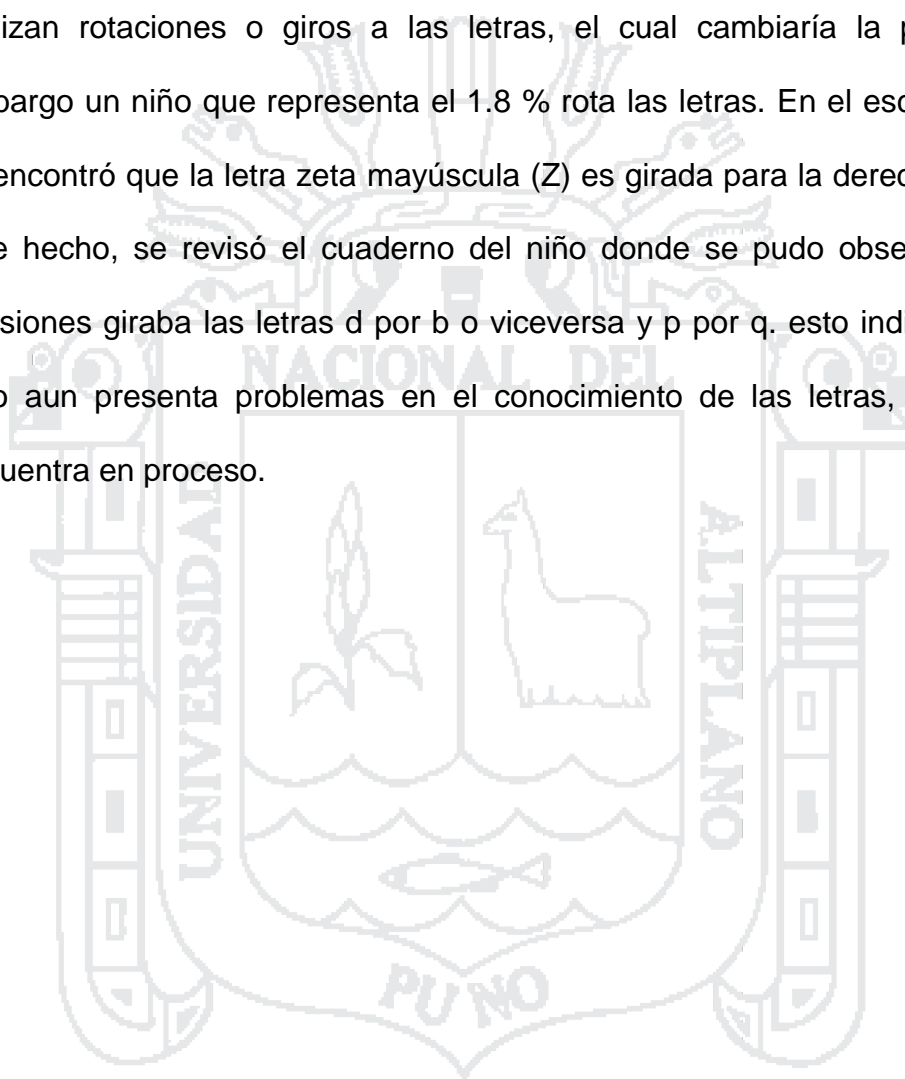 izan rotaciones o giros a las letras, el cual cambiaría la p
bargo un niño que representa el 1.8 % rota las letras. En el esc
encontró que la letra zeta mayúscula (Z) es girada para la derec
e hecho, se revisó el cuaderno del niño donde se pudo obse
siones giraba las letras d por b o viceversa y p por q. esto indi
o aun presenta problemas en el conocimiento de las letras,
uentra en proceso.
NACIONAL DEL
UNIVERSIDAD
ALTIPLANO
PUNO